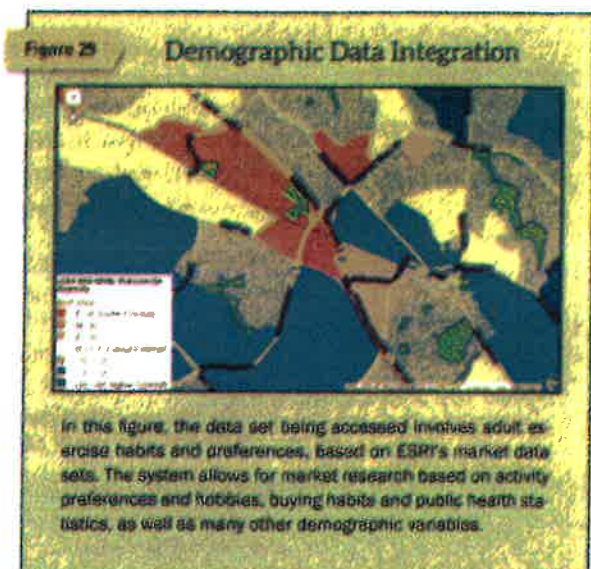 Figure 29
Demographic Data Integration
In this figure, the data set being accessed involves adult ex-
ercise habits and preferences, based on ESRI's market data
sets. The system allows for market research based on activity
preferences and hobbies, buying habits and public health sta-
tistics, as well as many other demographic variables.